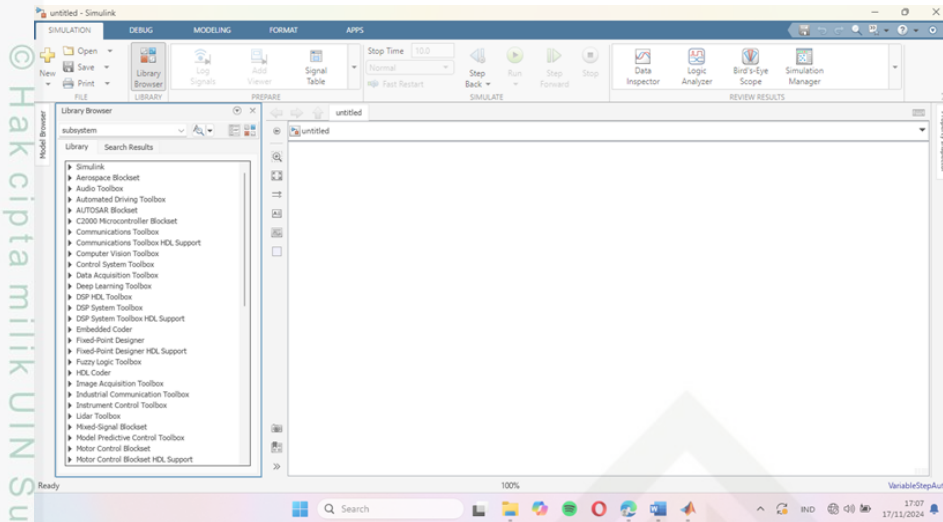 untitled - Simulink
SIMULATION DEBUG MODELING FORMAT APPS
New
Open
Save
Print
FILE
Library Browser
LIBRARY
Log Signals
Add Viewer
Signal Table
PREPARE
Stop Time 10.0
Normal
Fast Restart
Step Back
Run
Step Forward
Stop
SIMULATE
Data Inspector
Logic Analyzer
Bird's-Eye Scope
Simulation Manager
REVIEW RESULTS
Model Browser
Library Browser
subsystem
Library Search Results
Simulink
Aerospace Blockset
Audio Toolbox
Automated Driving Toolbox
AUTOSAR Blockset
C2000 Microcontroller Blockset
Communications Toolbox
Communications Toolbox HDL Support
Computer Vision Toolbox
Control System Toolbox
Data Acquisition Toolbox
Deep Learning Toolbox
DSP HDL Toolbox
DSP System Toolbox
DSP System Toolbox HDL Support
Embedded Coder
Fixed-Point Designer
Fixed-Point Designer HDL Support
Fuzzy Logic Toolbox
HDL Coder
Image Acquisition Toolbox
Industrial Communication Toolbox
Instrument Control Toolbox
Lidar Toolbox
Mixed-Signal Blockset
Model Predictive Control Toolbox
Motor Control Blockset
Motor Control Blockset HDL Support
untitled
untitled
Ready
100%
VariableStepAut
Search
IND
17:07
17/11/2024
© Hak cipta milik UIN Su